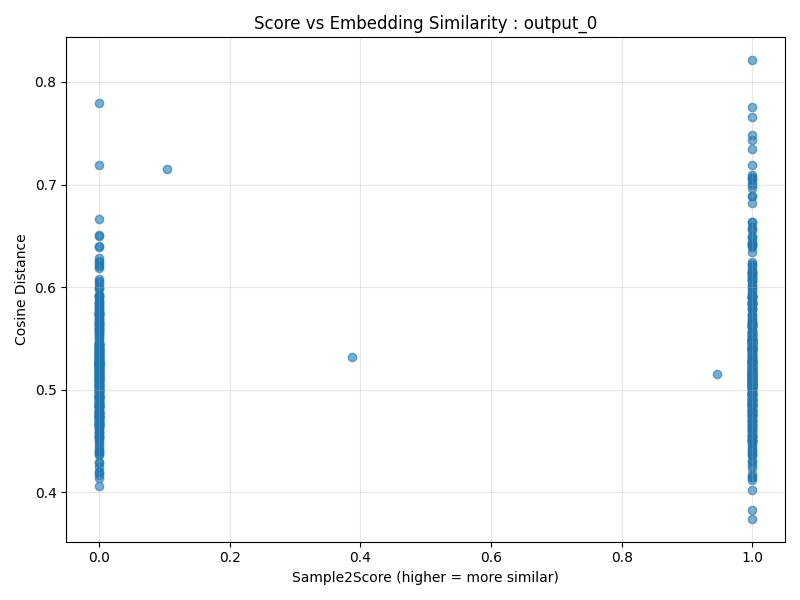 Score vs Embedding Similarity : output_0
Cosine Distance
0.8
0.7
0.6
0.5
0.4
0.0 0.2 0.4 0.6 0.8 1.0
Sample2Score (higher = more similar)